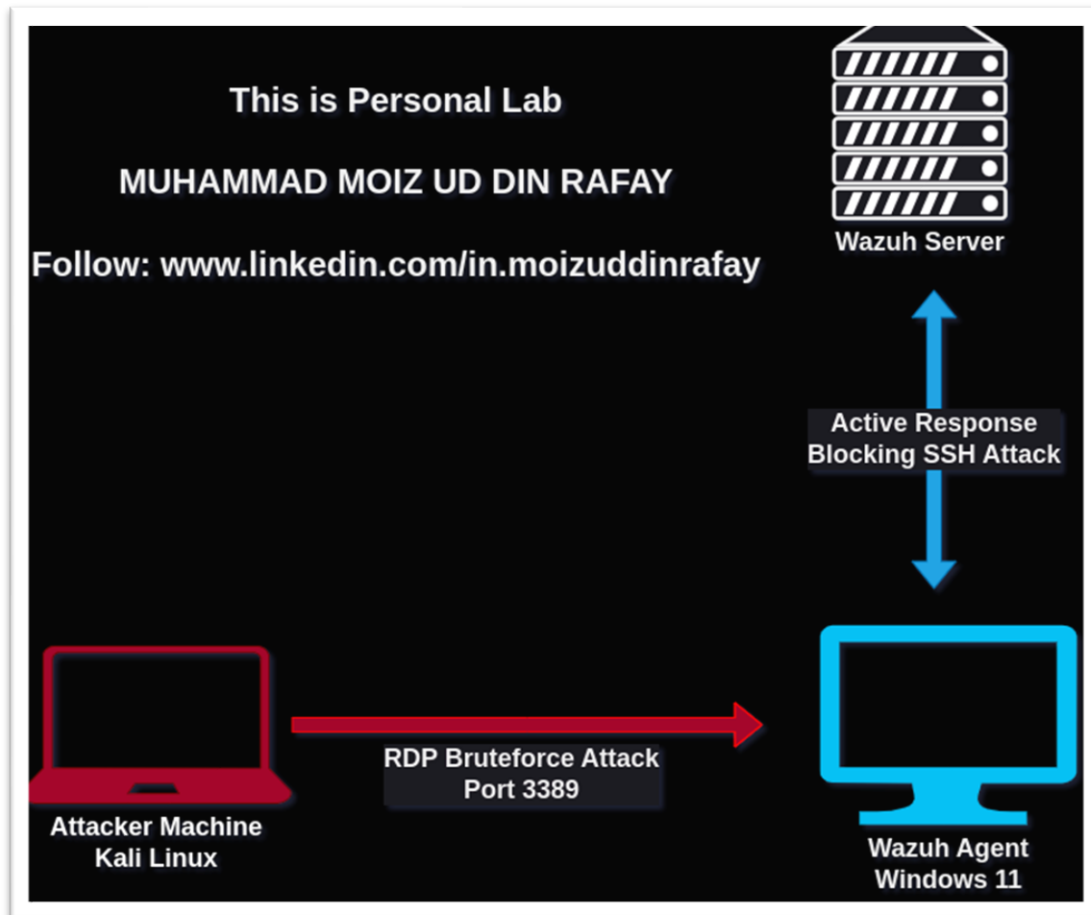 This is Personal Lab
MUHAMMAD MOIZ UD DIN RAFAY
Follow: www.linkedin.com/in.moizuddinrafay
Wazuh Server
Active Response
Blocking SSH Attack
RDP Bruteforce Attack
Port 3389
Attacker Machine
Kali Linux
Wazuh Agent
Windows 11